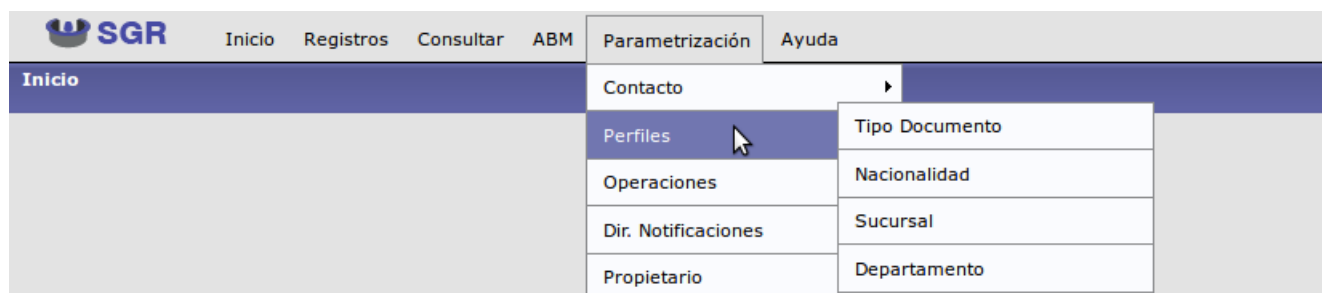 SGR Inicio Registros Consultar ABM Parametrización Ayuda
Inicio
Contacto
Perfiles
Operaciones
Dir. Notificaciones
Propietario
Tipo Documento
Nacionalidad
Sucursal
Departamento